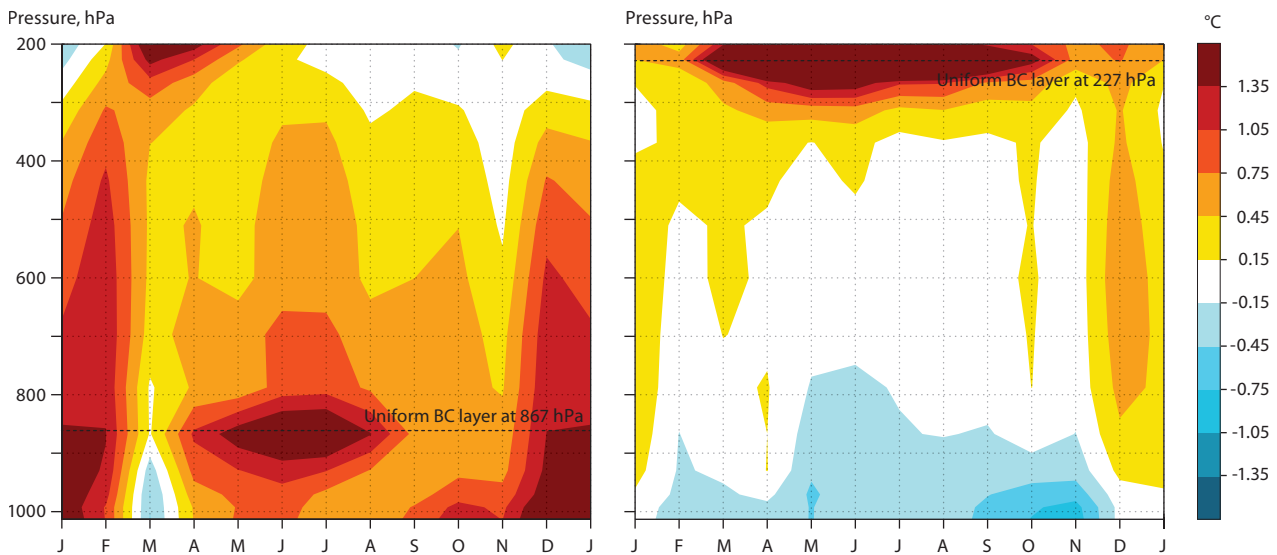 Pressure, hPa
200
400
600
800
1000
Uniform BC layer at 867 hPa
J F M A M J J A S O N D J
Pressure, hPa
Uniform BC layer at 227 hPa
J F M A M J J A S O N D J
°C
1.35
1.05
0.75
0.45
0.15
-0.15
-0.45
-0.75
-1.05
-1.35